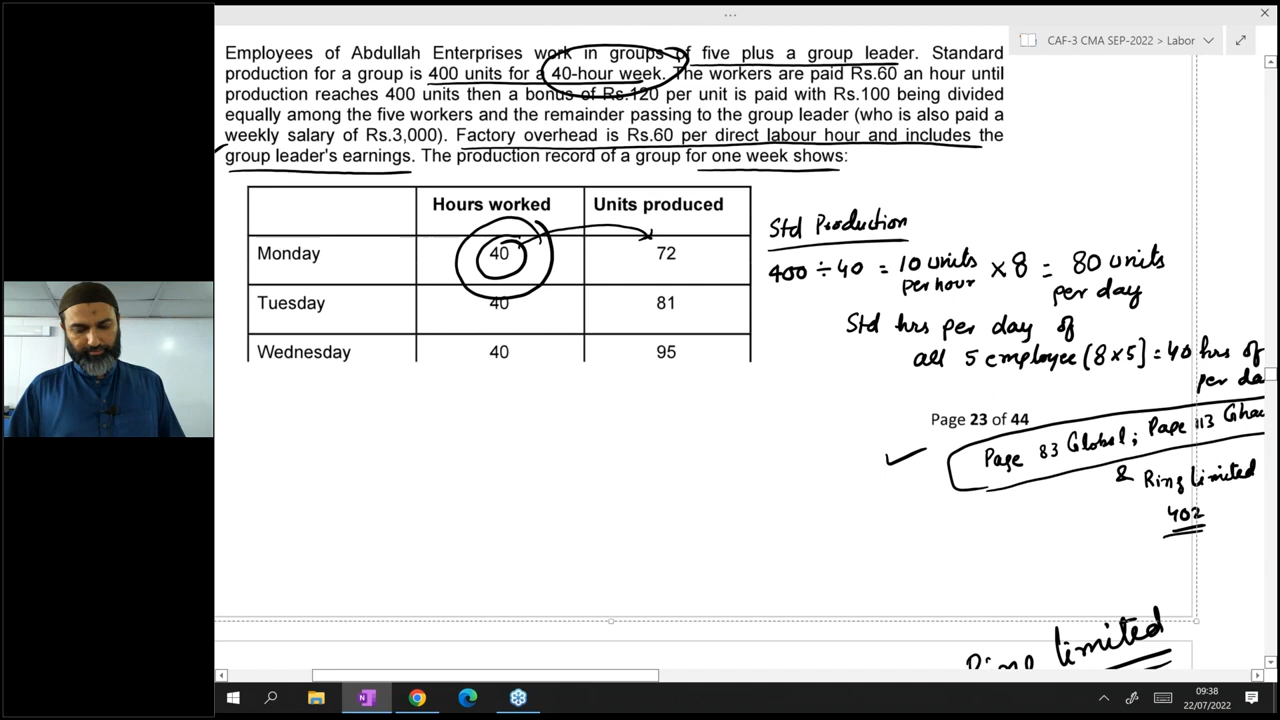 CAF-3 CMA SEP-2022 > Labor
Employees of Abdullah Enterprises work in groups of five plus a group leader. Standard
production for a group is 400 units for a 40-hour week. The workers are paid Rs.60 an hour until
production reaches 400 units then a bonus of Rs.120 per unit is paid with Rs.100 being divided
equally among the five workers and the remainder passing to the group leader (who is also paid a
weekly salary of Rs.3,000). Factory overhead is Rs.60 per direct labour hour and includes the
group leader's earnings. The production record of a group for one week shows:
Hours worked Units produced
Monday 40 72
Tuesday 40 81
Wednesday 40 95
Std Production
400 ÷ 40 = 10 units per hour × 8 = 80 units per day
Std hrs per day of
all 5 employee (8 × 5) = 40 hrs of
per da
Page 23 of 44
Page 83 Global; Page 113 Gha
& Ring Limited
402
Ring limited
09:38
22/07/2022